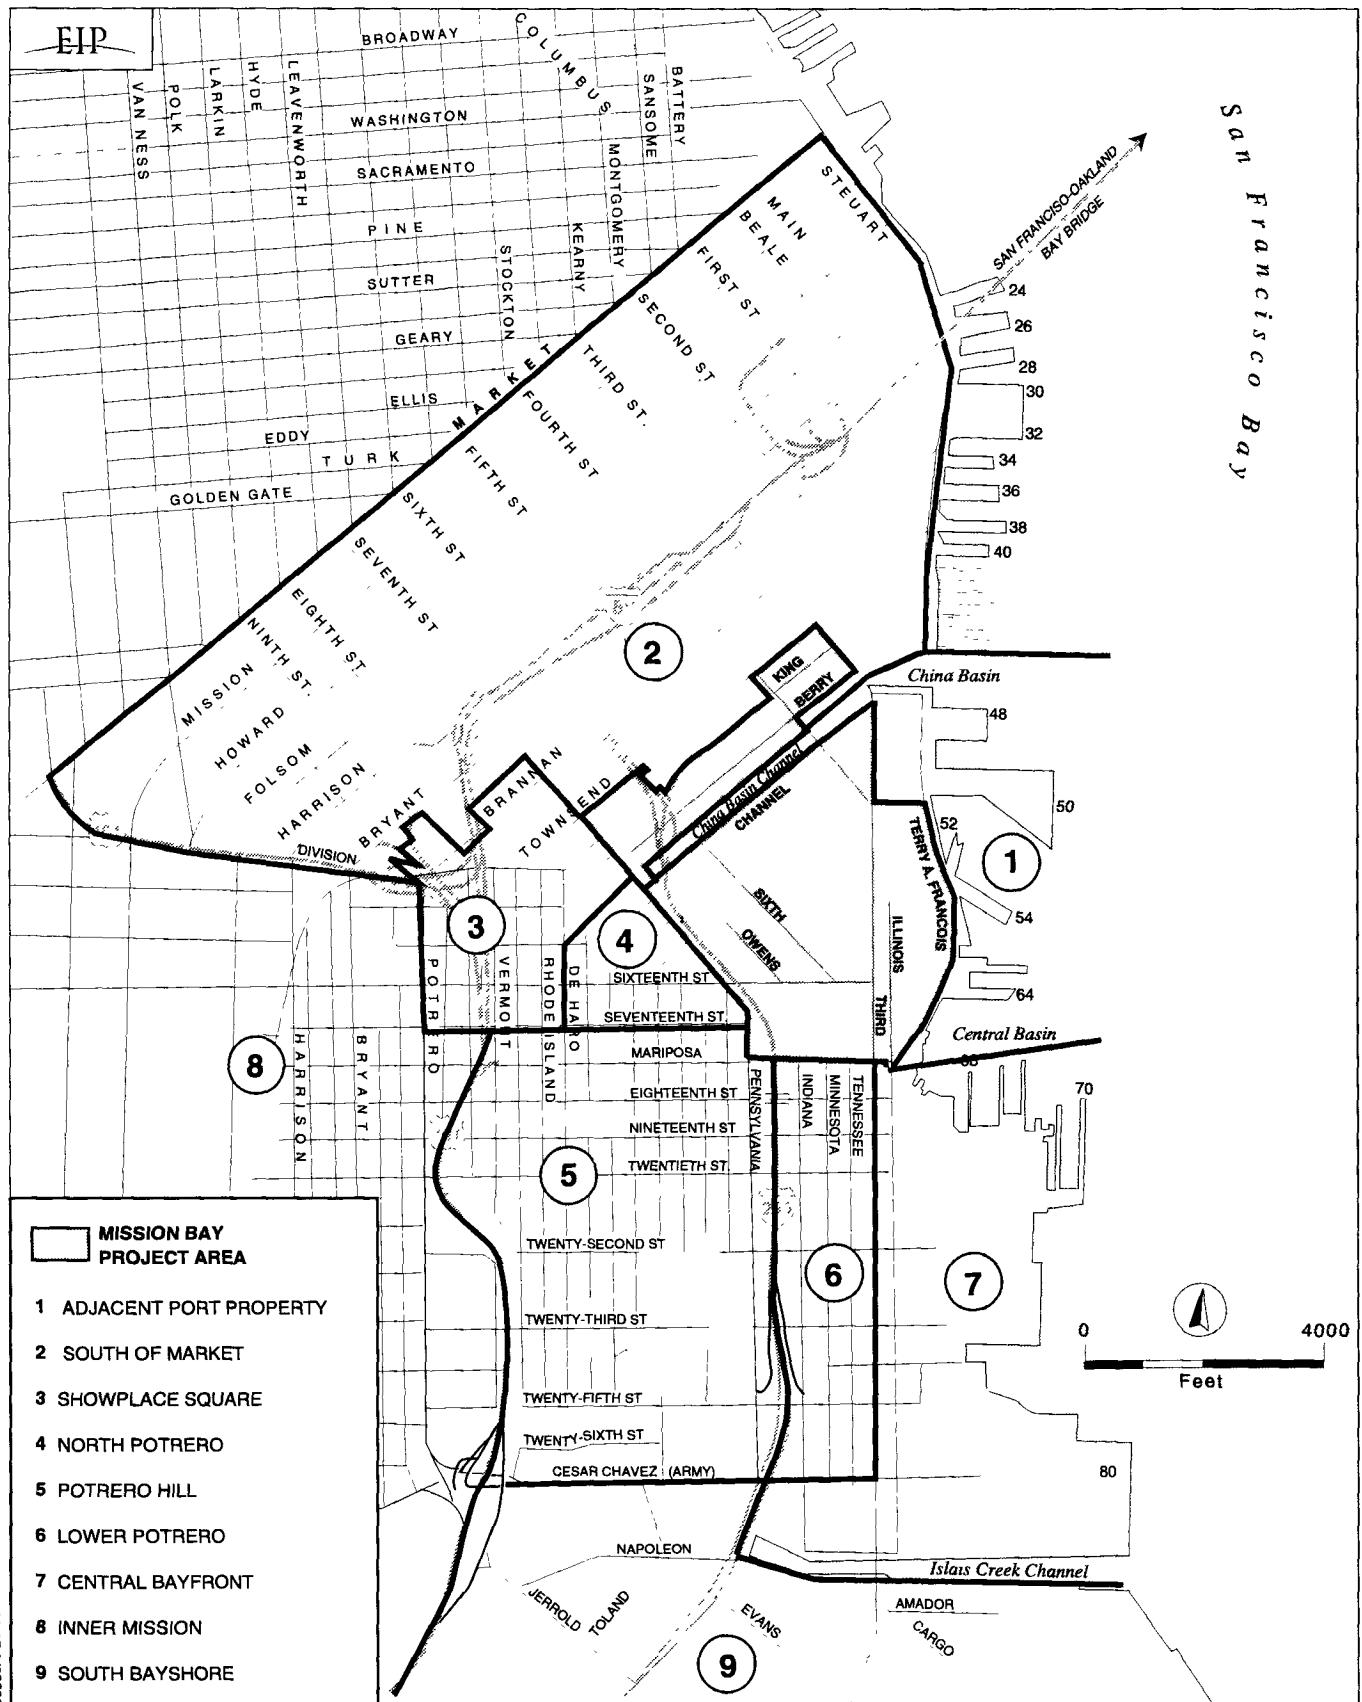 EIP
BROADWAY
COLUMBUS
VAN NESS
POLK
LARKIN
HYDE
LEAVENWORTH
SANSOME
BATTERY
WASHINGTON
SACRAMENTO
MONTGOMERY
PINE
KEARNY
STOCKTON
SUTTER
GEARY
ELLIS
MARKET
EDDY
TURK
GOLDEN GATE
STEUART
MAIN
BEALE
FIRST ST
SECOND ST
THIRD ST.
FOURTH ST
FIFTH ST
SIXTH ST
SEVENTH ST
EIGHTH ST
NINTH ST.
San Francisco Bay
SAN FRANCISO-OAKLAND
BAY BRIDGE
24
26
28
30
32
34
36
38
40
MISSION
HOWARD
FOLSOM
HARRISON
BRYANT
BRANNAN
TOWNSEND
DIVISION
2
KING
BERRY
China Basin
48
50
China Basin Channel
CHANNEL
52
TERRY A. FRANCOIS
1
54
SIXTH
OWENS
ILLINOIS
THIRD
64
3
4
POTRERO
VERMONT
RHODE ISLAND
DE HARO
SIXTEENTH ST
SEVENTEENTH ST.
Central Basin
68
70
8
HARRISON
BRYANT
MARIPOSA
EIGHTEENTH ST
NINETEENTH ST
TWENTIETH ST.
PENNSYLVANIA
INDIANA
MINNESOTA
TENNESSEE
5
TWENTY-SECOND ST
6
7
TWENTY-THIRD ST
TWENTY-FIFTH ST
TWENTY-SIXTH ST
CESAR CHAVEZ (ARMY)
80
0
4000
Feet
NAPOLEON
Islais Creek Channel
JERROLD
TOLAND
EVANS
AMADOR
CARGO
9
MISSION BAY
PROJECT AREA
1 ADJACENT PORT PROPERTY
2 SOUTH OF MARKET
3 SHOWPLACE SQUARE
4 NORTH POTRERO
5 POTRERO HILL
6 LOWER POTRERO
7 CENTRAL BAYFRONT
8 INNER MISSION
9 SOUTH BAYSHORE